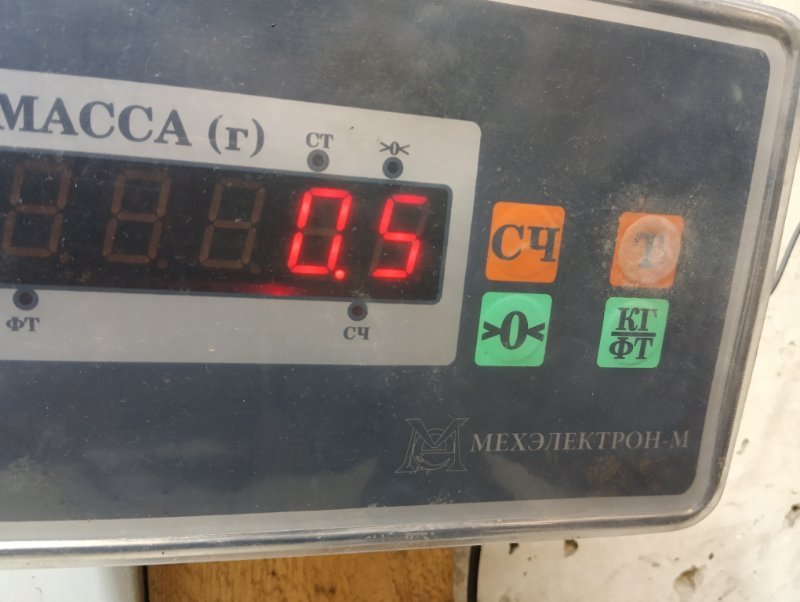 МАССА (г)
СТ
>0<
0.5
ФТ
СЧ
СЧ
Т
>0<
КГ
ФТ
МЕХЭЛЕКТРОН-М